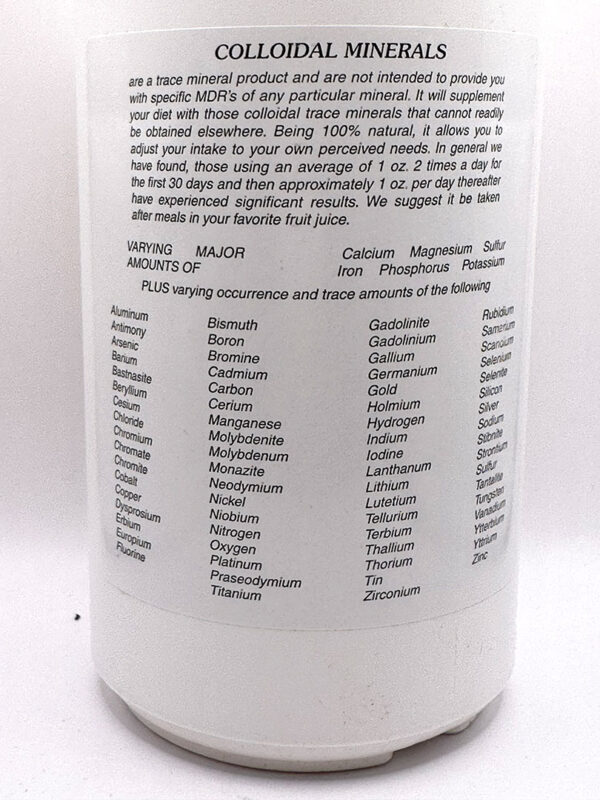 COLLOIDAL MINERALS
are a trace mineral product and are not intended to provide you
with specific MDR's of any particular mineral. It will supplement
your diet with those colloidal trace minerals that cannot readily
be obtained elsewhere. Being 100% natural, it allows you to
adjust your intake to your own perceived needs. In general we
have found, those using an average of 1 oz. 2 times a day for
the first 30 days and then approximately 1 oz. per day thereafter
have experienced significant results. We suggest it be taken
after meals in your favorite fruit juice.
VARYING MAJOR Calcium Magnesium Sulfur
AMOUNTS OF Iron Phosphorus Potassium
PLUS varying occurrence and trace amounts of the following
Aluminum
Antimony
Arsenic
Barium
Bastnasite
Beryllium
Cesium
Chloride
Chromium
Chromate
Chromite
Cobalt
Copper
Dysprosium
Erbium
Europium
Fluorine
Bismuth
Boron
Bromine
Cadmium
Carbon
Cerium
Manganese
Molybdenite
Molybdenum
Monazite
Neodymium
Nickel
Niobium
Nitrogen
Oxygen
Platinum
Praseodymium
Titanium
Gadolinite
Gadolinium
Gallium
Germanium
Gold
Holmium
Hydrogen
Indium
Iodine
Lanthanum
Lithium
Lutetium
Tellurium
Terbium
Thallium
Thorium
Tin
Zirconium
Rubidium
Samarium
Scandium
Selenium
Selenite
Silicon
Silver
Sodium
Stibnite
Strontium
Sulfur
Tantalite
Tungsten
Vanadium
Ytterbium
Yttrium
Zinc